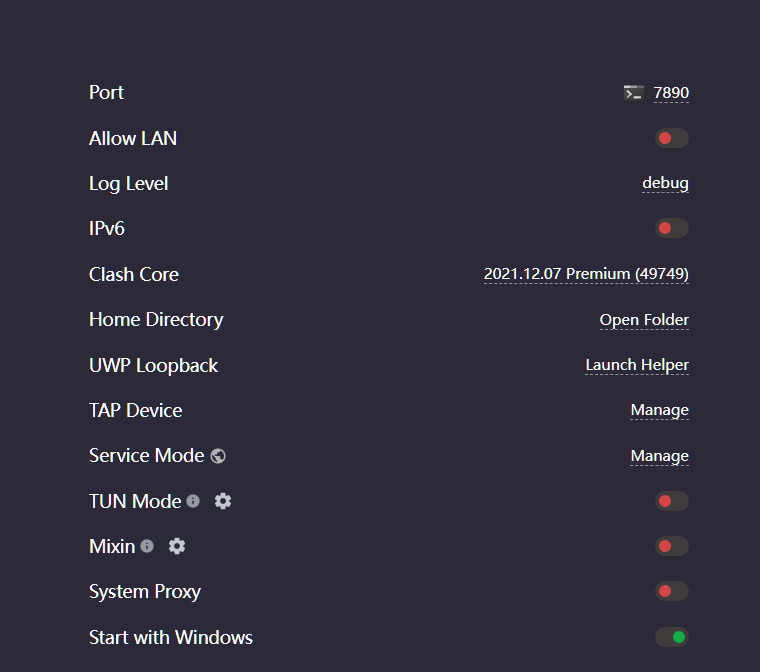 Port 7890
Allow LAN
Log Level debug
IPv6
Clash Core 2021.12.07 Premium (49749)
Home Directory Open Folder
UWP Loopback Launch Helper
TAP Device Manage
Service Mode Manage
TUN Mode
Mixin
System Proxy
Start with Windows